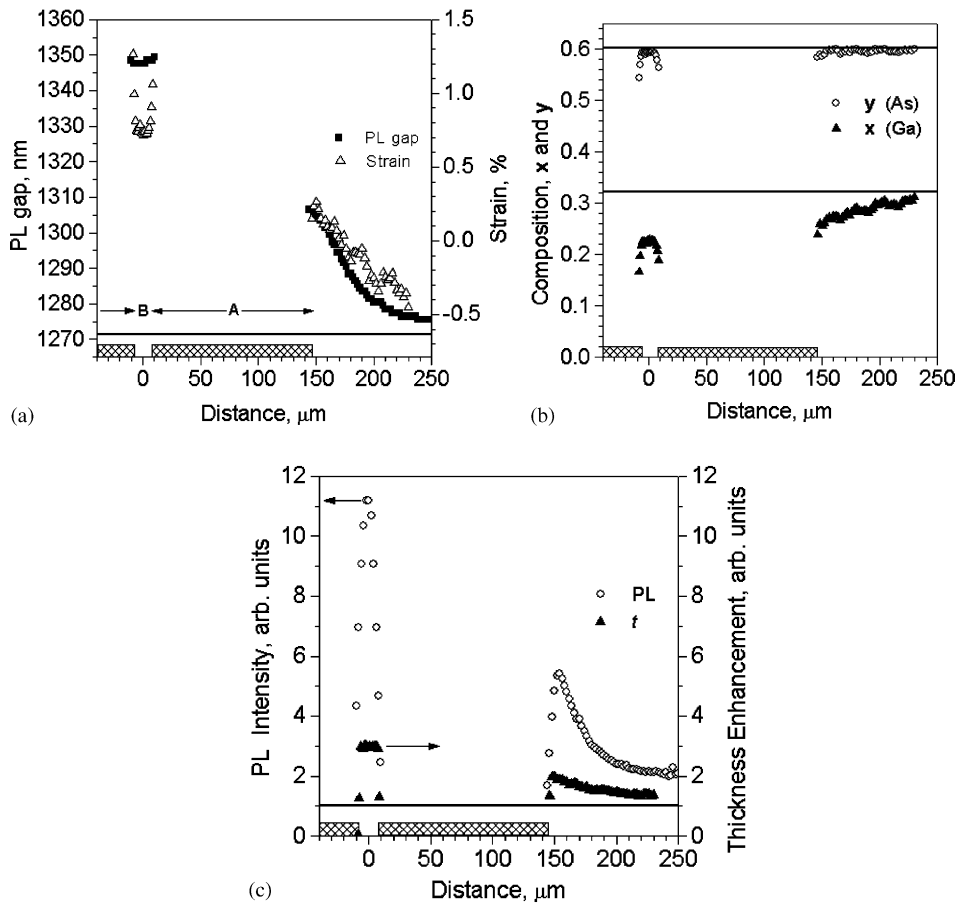 1360
1350
1340
1330
1320
1310
1300
1290
1280
1270
PL gap, nm
1.5
1.0
0.5
0.0
-0.5
Strain, %
PL gap
Strain
B
A
0 50 100 150 200 250
Distance, μm
(a)
0.6
0.5
0.4
0.3
0.2
0.1
0.0
Composition, x and y
y (As)
x (Ga)
0 50 100 150 200 250
Distance, μm
(b)
12
10
8
6
4
2
0
PL Intensity, arb. units
12
10
8
6
4
2
0
Thickness Enhancement, arb. units
PL
t
0 50 100 150 200 250
Distance, μm
(c)